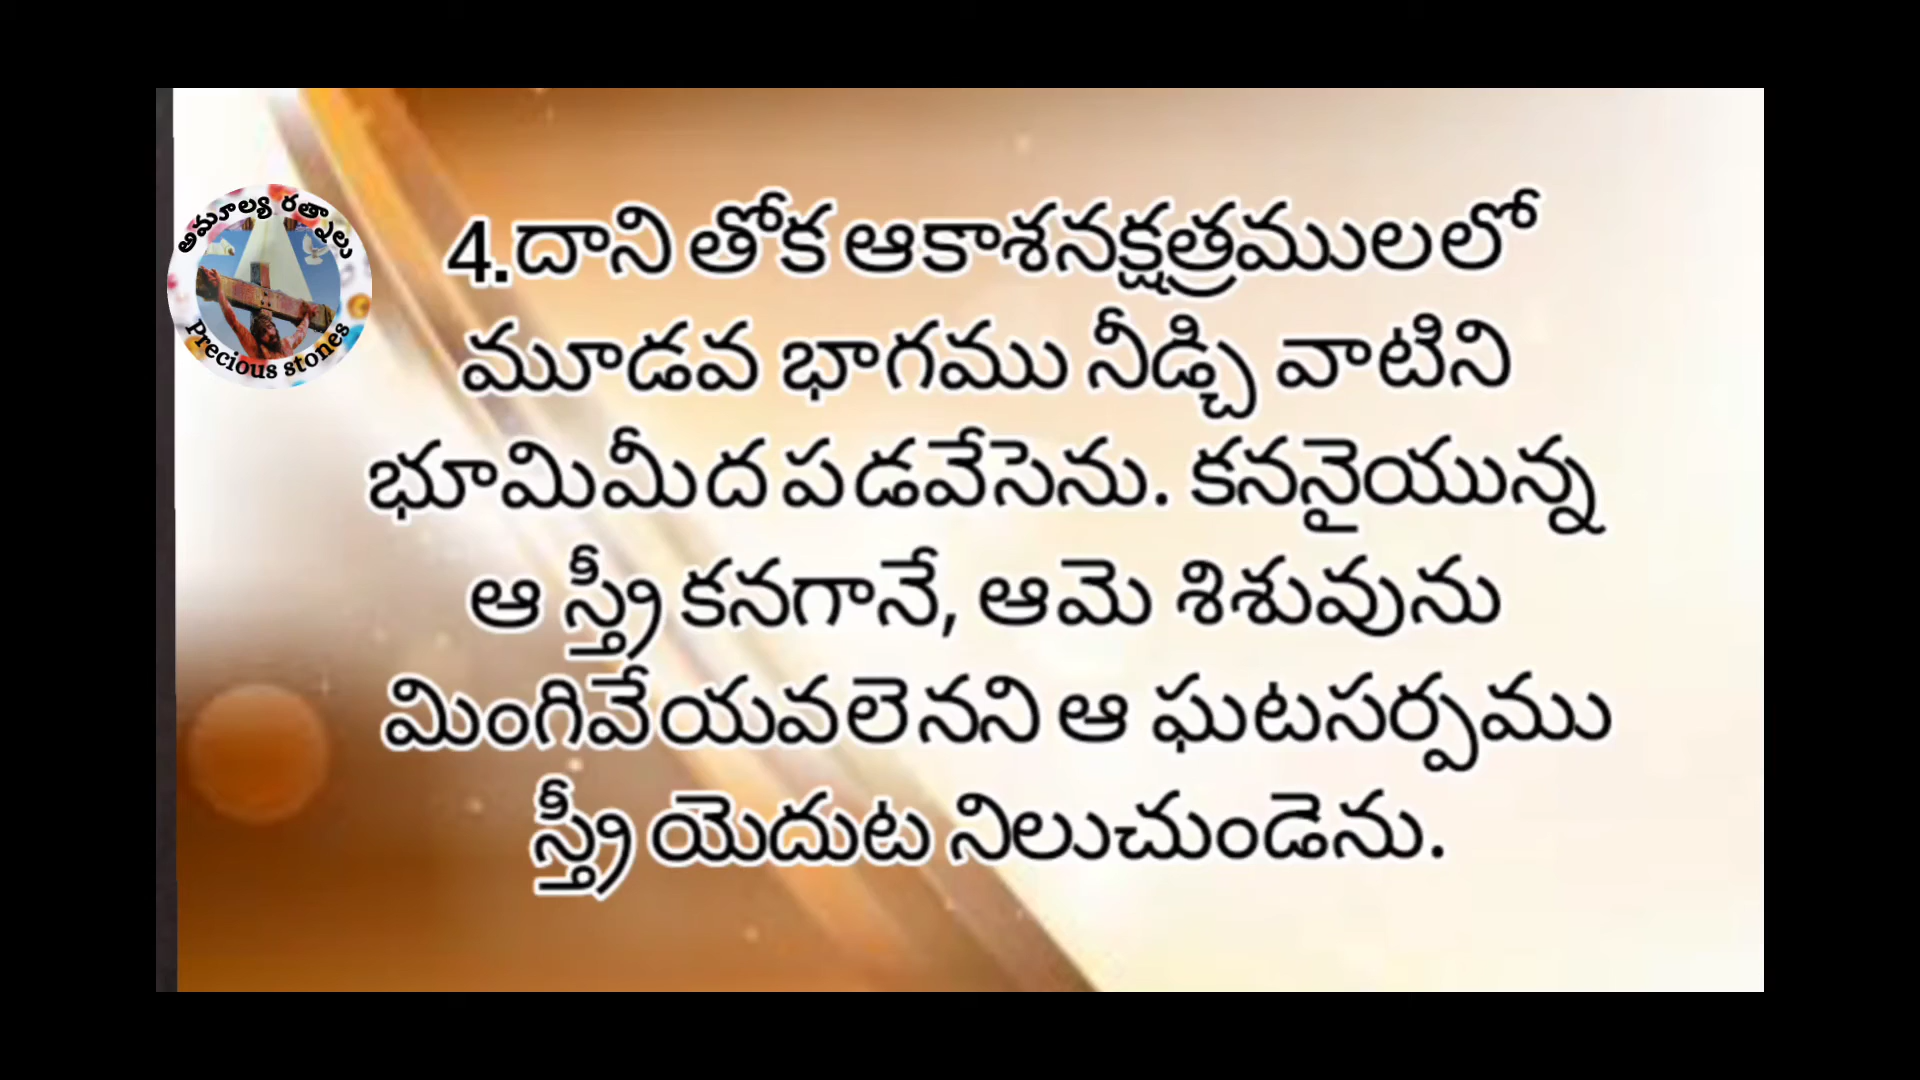 అమూల్య రత్నాలు
Precious stones
4.దాని తోక ఆకాశనక్షత్రములలో
మూడవ భాగము నీడ్చి వాటిని
భూమిమీద పడవేసెను. కననైయున్న
ఆ స్త్రీ కనగానే, ఆమె శిశువును
మింగివేయవలెనని ఆ ఘటసర్పము
స్త్రీ యెదుట నిలుచుండెను.